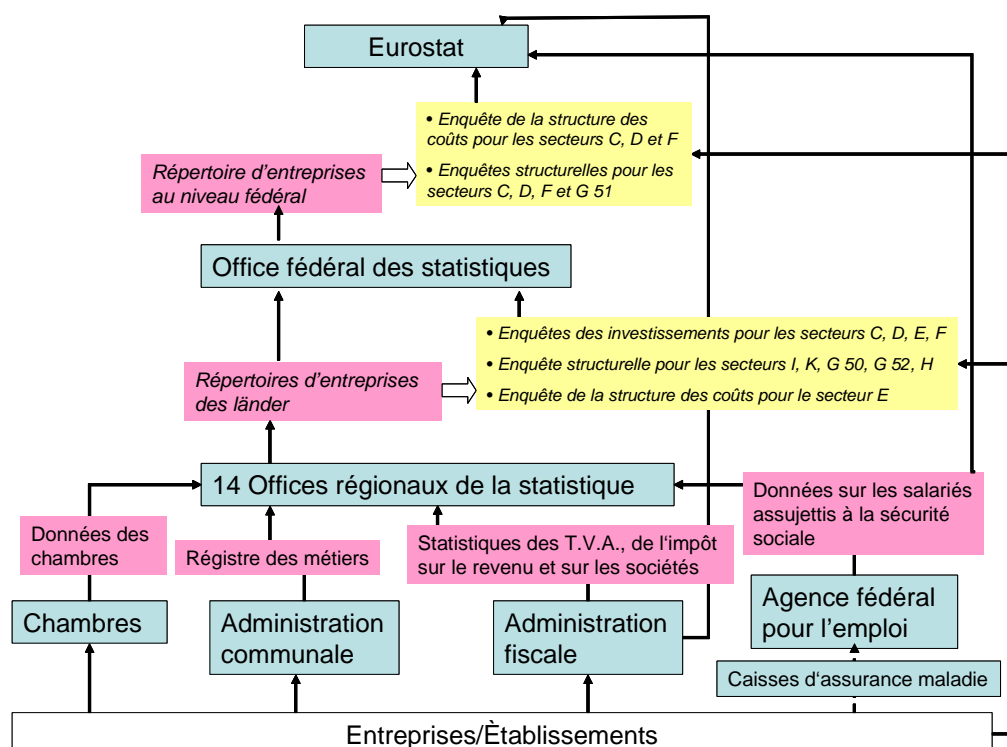 Eurostat
• Enquête de la structure des
coûts pour les secteurs C, D et F
• Enquêtes structurelles pour les
secteurs C, D, F et G 51
Répertoire d’entreprises
au niveau fédéral
Office fédéral des statistiques
• Enquêtes des investissements pour les secteurs C, D, E, F
• Enquête structurelle pour les secteurs I, K, G 50, G 52, H
• Enquête de la structure des coûts pour le secteur E
Répertoires d’entreprises
des länder
14 Offices régionaux de la statistique
Données des
chambres
Régistre des métiers
Statistiques des T.V.A., de l‘impôt
sur le revenu et sur les sociétés
Données sur les salariés
assujettis à la sécurité
sociale
Chambres
Administration
communale
Administration
fiscale
Agence fédéral
pour l’emploi
Caisses d‘assurance maladie
Entreprises/Ètablissements